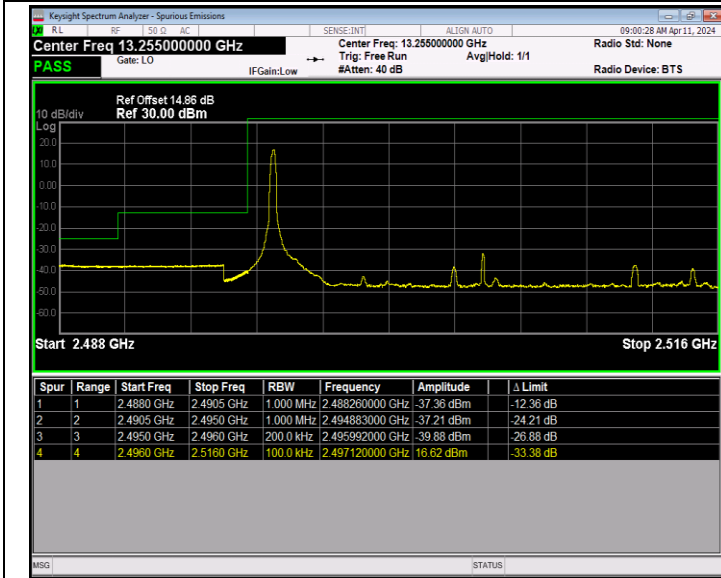 Keysight Spectrum Analyzer - Spurious Emissions
RL RF 50 Ω AC SENSE:INT ALIGN AUTO 09:00:28 AM Apr 11, 2024
Center Freq 13.255000000 GHz Center Freq: 13.255000000 GHz Radio Std: None
Gate: LO Trig: Free Run Avg|Hold: 1/1
PASS IFGain:Low #Atten: 40 dB Radio Device: BTS
Ref Offset 14.86 dB
10 dB/div Ref 30.00 dBm
Log
20.0
10.0
0.00
-10.0
-20.0
-30.0
-40.0
-50.0
-60.0
Start 2.488 GHz Stop 2.516 GHz
Spur Range Start Freq Stop Freq RBW Frequency Amplitude Δ Limit
1 1 2.4880 GHz 2.4905 GHz 1.000 MHz 2.488260000 GHz -37.36 dBm -12.36 dB
2 2 2.4905 GHz 2.4950 GHz 1.000 MHz 2.494883000 GHz -37.21 dBm -24.21 dB
3 3 2.4950 GHz 2.4960 GHz 200.0 kHz 2.495992000 GHz -39.88 dBm -26.88 dB
4 4 2.4960 GHz 2.5160 GHz 100.0 kHz 2.497120000 GHz 16.62 dBm -33.38 dB
MSG STATUS